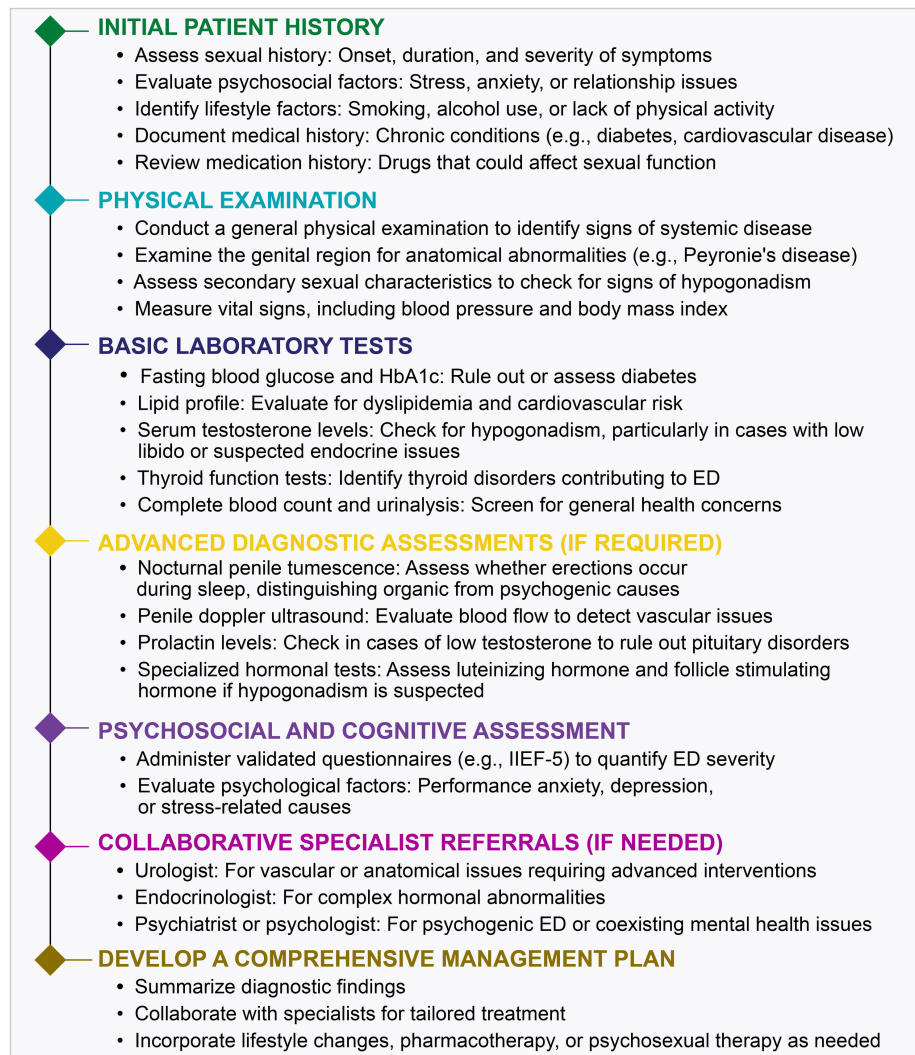 INITIAL PATIENT HISTORY
• Assess sexual history: Onset, duration, and severity of symptoms
• Evaluate psychosocial factors: Stress, anxiety, or relationship issues
• Identify lifestyle factors: Smoking, alcohol use, or lack of physical activity
• Document medical history: Chronic conditions (e.g., diabetes, cardiovascular disease)
• Review medication history: Drugs that could affect sexual function
PHYSICAL EXAMINATION
• Conduct a general physical examination to identify signs of systemic disease
• Examine the genital region for anatomical abnormalities (e.g., Peyronie's disease)
• Assess secondary sexual characteristics to check for signs of hypogonadism
• Measure vital signs, including blood pressure and body mass index
BASIC LABORATORY TESTS
• Fasting blood glucose and HbA1c: Rule out or assess diabetes
• Lipid profile: Evaluate for dyslipidemia and cardiovascular risk
• Serum testosterone levels: Check for hypogonadism, particularly in cases with low
libido or suspected endocrine issues
• Thyroid function tests: Identify thyroid disorders contributing to ED
• Complete blood count and urinalysis: Screen for general health concerns
ADVANCED DIAGNOSTIC ASSESSMENTS (IF REQUIRED)
• Nocturnal penile tumescence: Assess whether erections occur
during sleep, distinguishing organic from psychogenic causes
• Penile doppler ultrasound: Evaluate blood flow to detect vascular issues
• Prolactin levels: Check in cases of low testosterone to rule out pituitary disorders
• Specialized hormonal tests: Assess luteinizing hormone and follicle stimulating
hormone if hypogonadism is suspected
PSYCHOSOCIAL AND COGNITIVE ASSESSMENT
• Administer validated questionnaires (e.g., IIEF-5) to quantify ED severity
• Evaluate psychological factors: Performance anxiety, depression,
or stress-related causes
COLLABORATIVE SPECIALIST REFERRALS (IF NEEDED)
• Urologist: For vascular or anatomical issues requiring advanced interventions
• Endocrinologist: For complex hormonal abnormalities
• Psychiatrist or psychologist: For psychogenic ED or coexisting mental health issues
DEVELOP A COMPREHENSIVE MANAGEMENT PLAN
• Summarize diagnostic findings
• Collaborate with specialists for tailored treatment
• Incorporate lifestyle changes, pharmacotherapy, or psychosexual therapy as needed